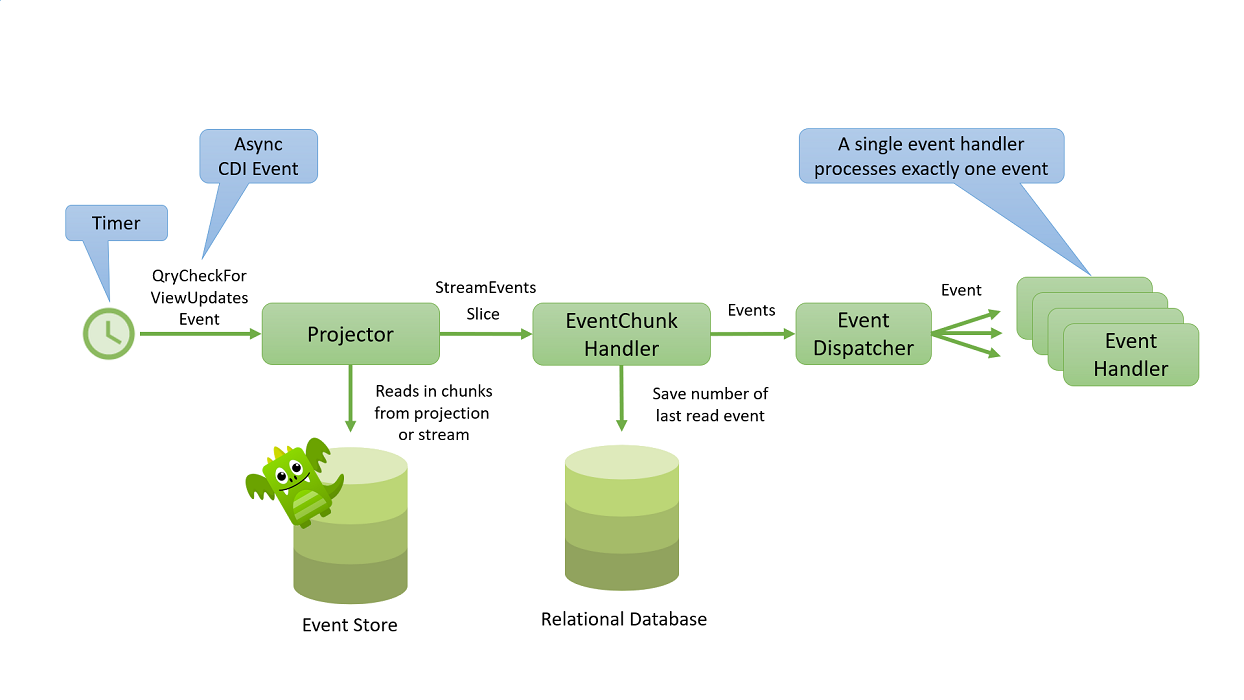 Async
CDI Event
A single event handler
processes exactly one event
Timer
QryCheckFor
ViewUpdates
Event
StreamEvents
Slice
Events
Event
Projector
EventChunk
Handler
Event
Dispatcher
Event
Handler
Reads in chunks
from projection
or stream
Save number of
last read event
Event Store
Relational Database